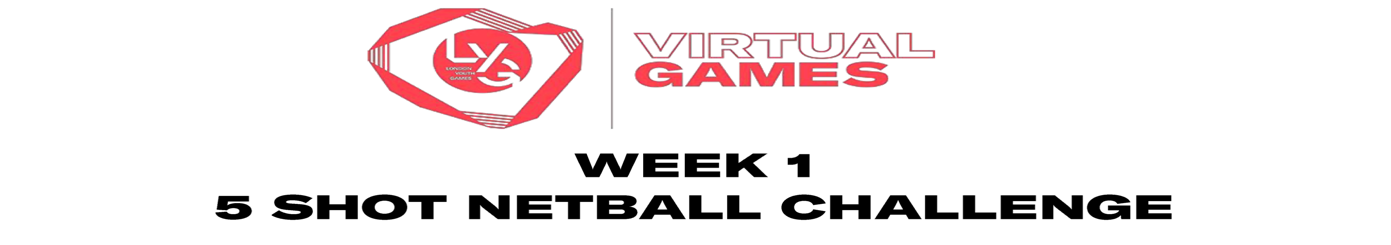 LYG
LONDON
YOUTH
GAMES
VIRTUAL
GAMES
WEEK 1
5 SHOT NETBALL CHALLENGE